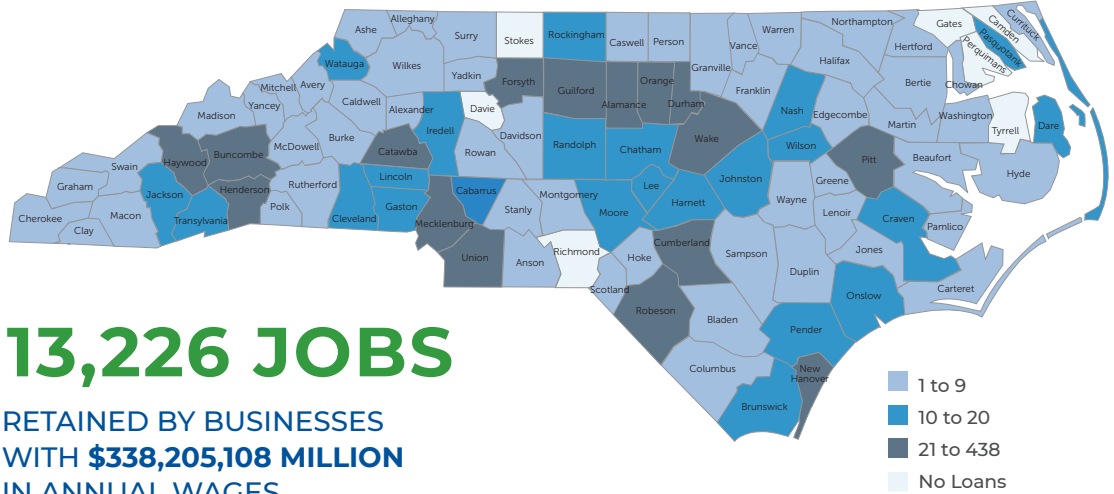 Ashe
Alleghany
Surry
Stokes
Rockingham
Caswell
Person
Vance
Warren
Northampton
Gates
Camden
Currituck
Pasquotank
Perquimans
Hertford
Halifax
Granville
Watauga
Wilkes
Yadkin
Forsyth
Guilford
Alamance
Orange
Durham
Franklin
Nash
Edgecombe
Bertie
Chowan
Mitchell
Avery
Yancey
Caldwell
Alexander
Davie
Madison
Iredell
Davidson
Randolph
Chatham
Wake
Wilson
Martin
Washington
Tyrrell
Dare
McDowell
Burke
Catawba
Rowan
Buncombe
Haywood
Swain
Pitt
Beaufort
Hyde
Graham
Jackson
Henderson
Rutherford
Lincoln
Cabarrus
Montgomery
Lee
Harnett
Johnston
Greene
Wayne
Cherokee
Clay
Macon
Transylvania
Polk
Cleveland
Gaston
Mecklenburg
Stanly
Moore
Lenoir
Craven
Pamlico
Union
Anson
Richmond
Hoke
Cumberland
Sampson
Duplin
Jones
Carteret
Scotland
Robeson
Bladen
Onslow
Pender
Columbus
New
Hanover
Brunswick
13,226 JOBS
RETAINED BY BUSINESSES
WITH $338,205,108 MILLION
IN ANNUAL WAGES
1 to 9
10 to 20
21 to 438
No Loans